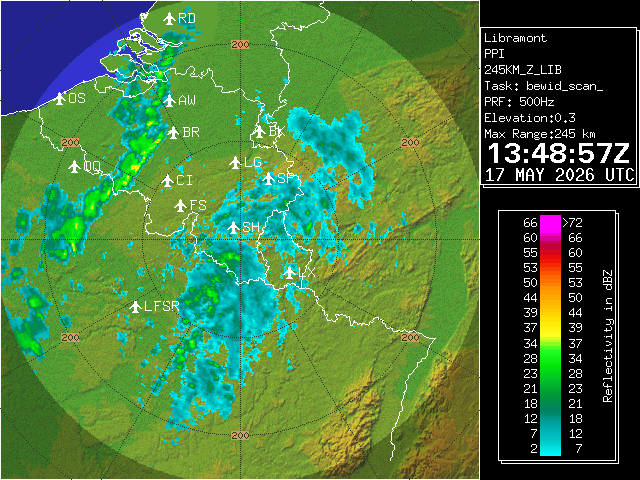 RD
200
OS
AW
BR
BK
200
200
QQ
LG
CI
SP
FS
SH
LX
LFSR
200
200
200
Libramont
PPI
245KM_Z_LIB
Task: bewid_scan_
PRF: 500Hz
Elevation:0.3
Max Range:245 km
13:48:57Z
17 MAY 2026 UTC
66 >72
60 66
55 60
53 55
50 53
44 50
39 44
37 39
34 37
28 34
23 28
21 23
18 21
12 18
7 12
2 7
Reflectivity in dBZ